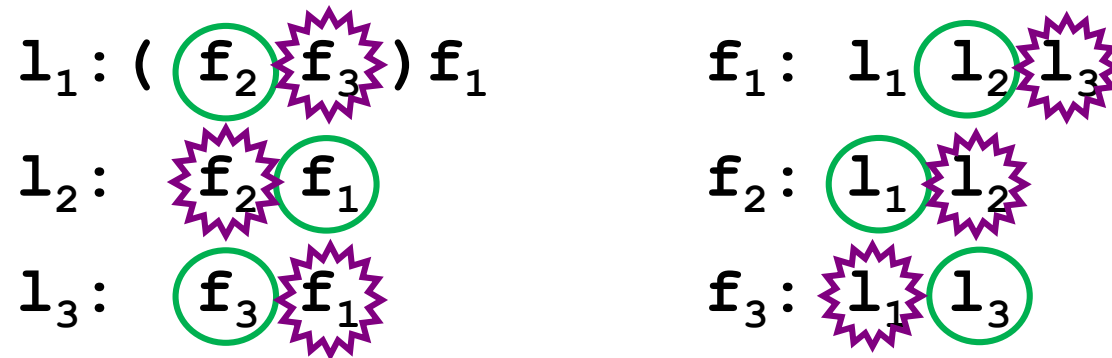 l₁:( f₂ f₃ )f₁
l₂: f₂ f₁
l₃: f₃ f₁
f₁: l₁ l₂ l₃
f₂: l₁ l₂
f₃: l₁ l₃